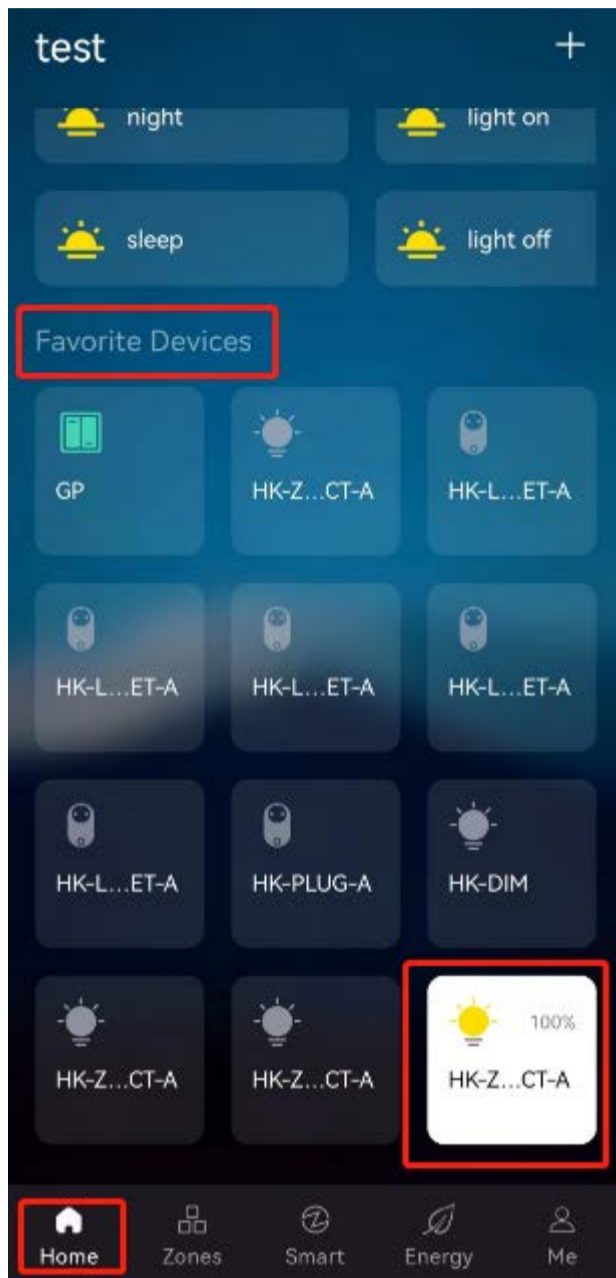 test
+
night
light on
sleep
light off
Favorite Devices
GP
HK-Z...CT-A
HK-L...ET-A
HK-L...ET-A
HK-L...ET-A
HK-L...ET-A
HK-L...ET-A
HK-PLUG-A
HK-DIM
HK-Z...CT-A
HK-Z...CT-A
100%
HK-Z...CT-A
Home
Zones
Smart
Energy
Me